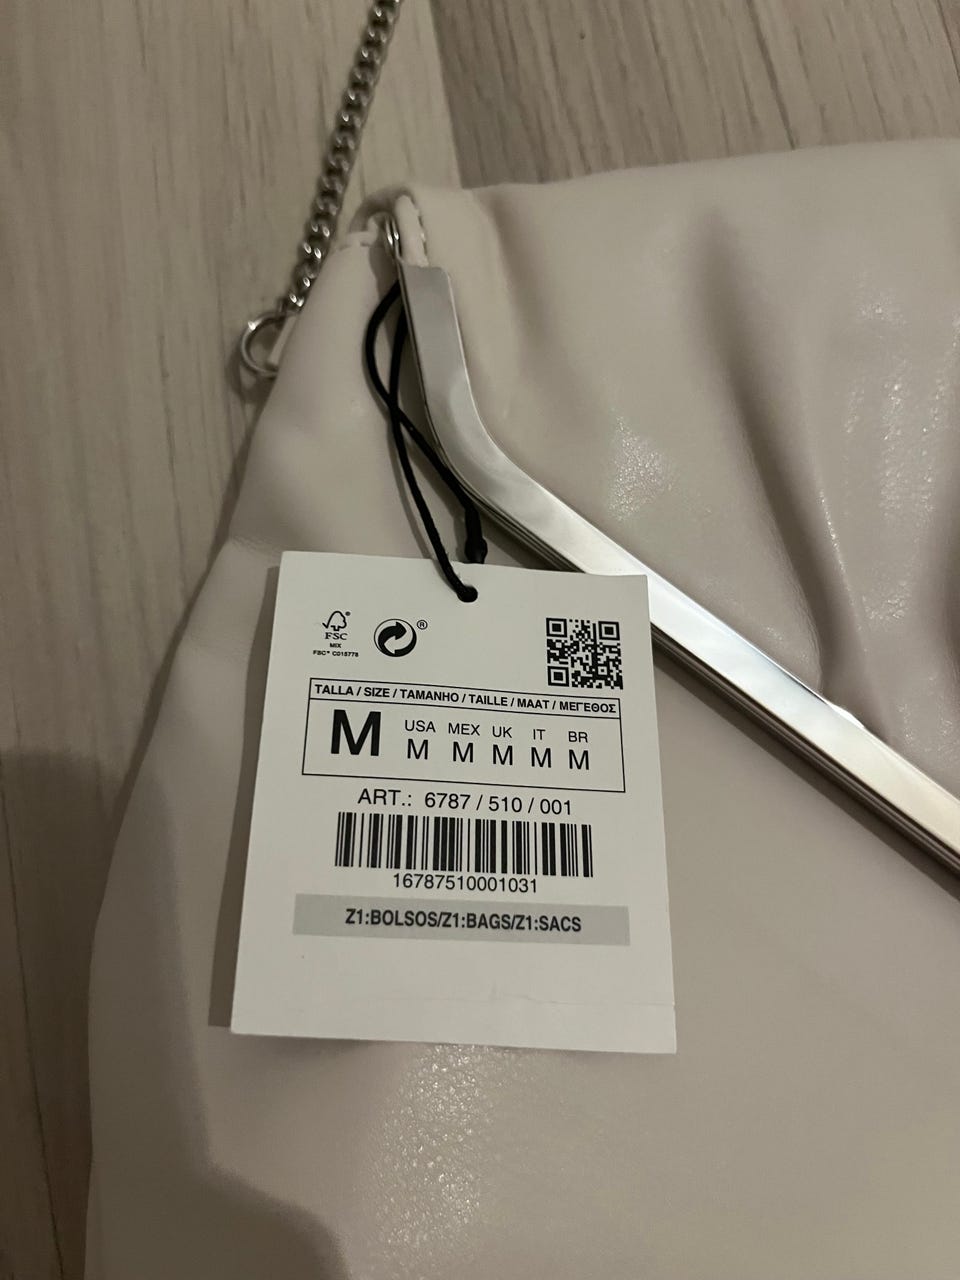 FSC
MIX
FSC® C015778
®
TALLA / SIZE / TAMANHO / TAILLE / MAAT / ΜΕΓΕΘΟΣ
M
USA MEX UK IT BR
M M M M M
ART.: 6787 / 510 / 001
16787510001031
Z1:BOLSOS/Z1:BAGS/Z1:SACS